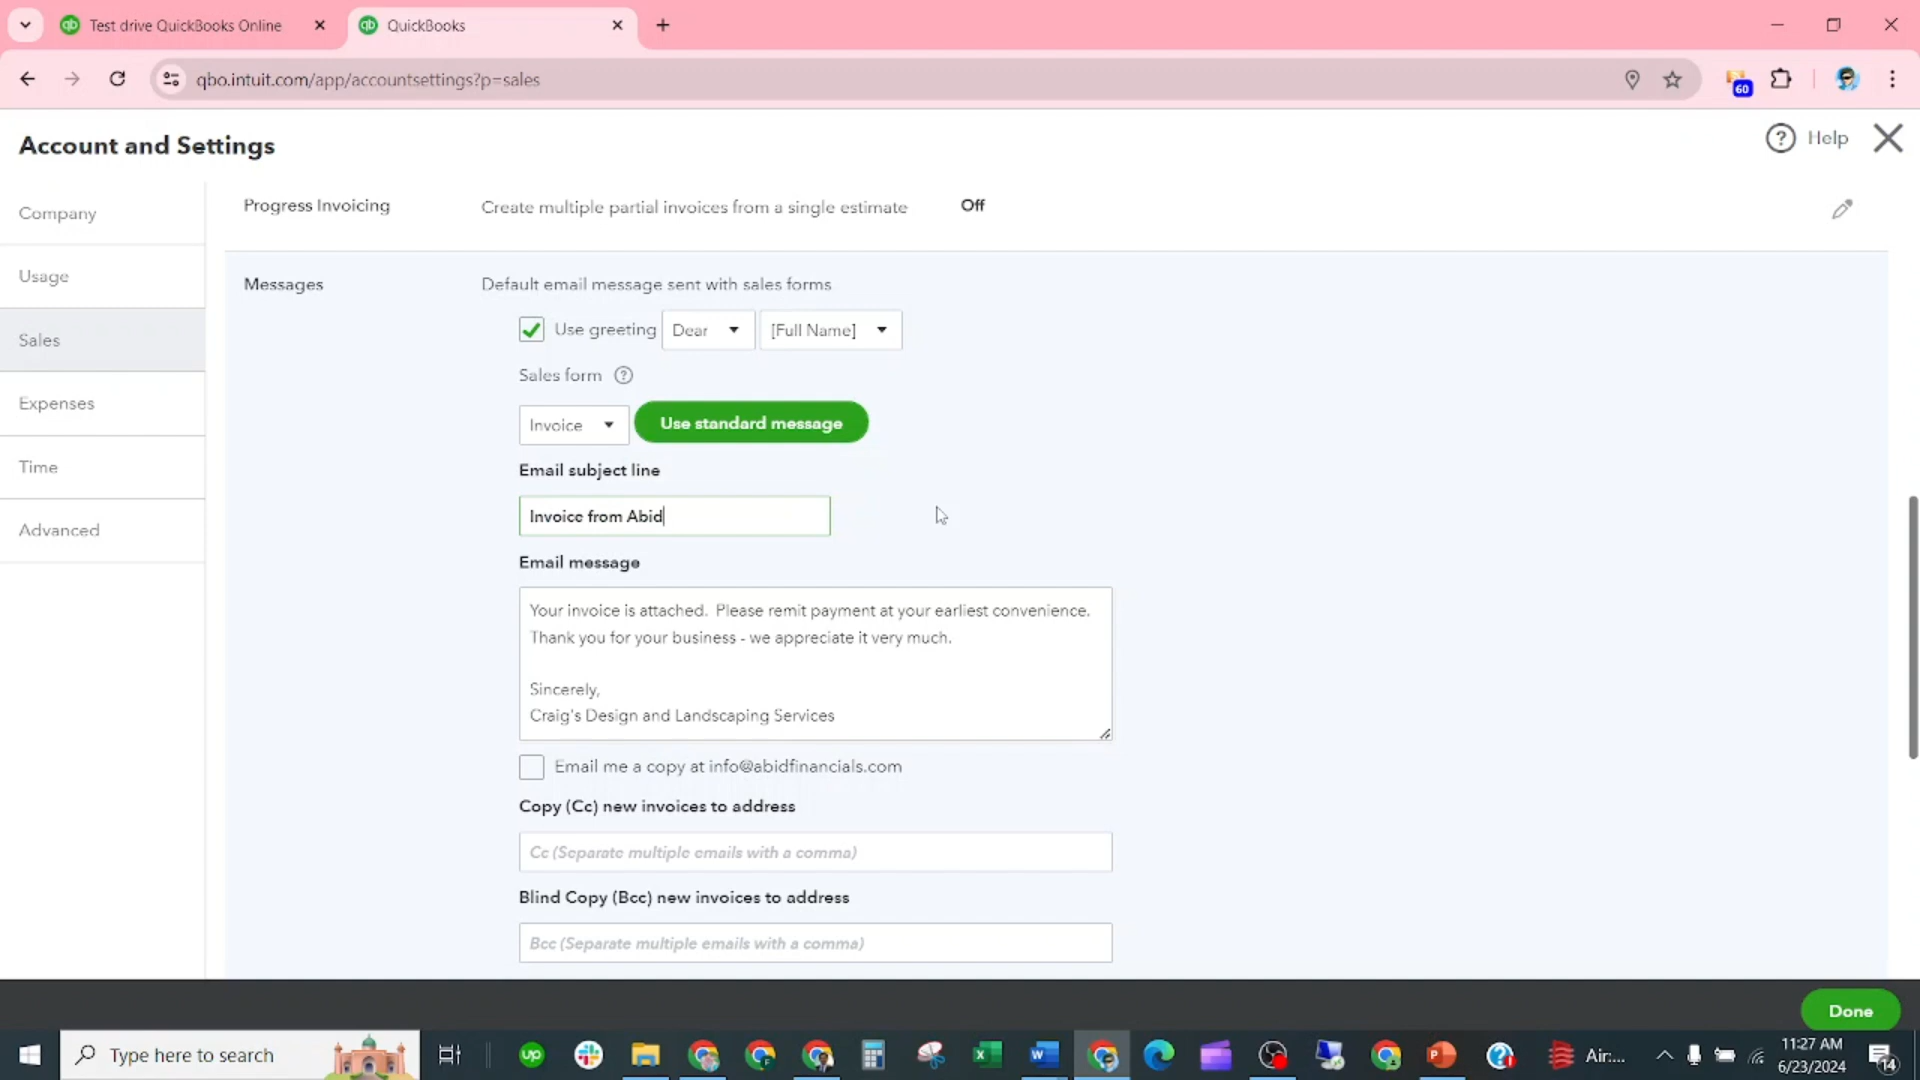 Test drive QuickBooks Online
QuickBooks
qbo.intuit.com/app/accountsettings?p=sales
60
Account and Settings
Help
Company
Usage
Sales
Expenses
Time
Advanced
Progress Invoicing
Create multiple partial invoices from a single estimate
Off
Messages
Default email message sent with sales forms
Use greeting
Dear
[Full Name]
Sales form
Invoice
Use standard message
Email subject line
Invoice from Abid
Email message
Your invoice is attached. Please remit payment at your earliest convenience.
Thank you for your business - we appreciate it very much.
Sincerely,
Craig's Design and Landscaping Services
Email me a copy at info@abidfinancials.com
Copy (Cc) new invoices to address
Cc (Separate multiple emails with a comma)
Blind Copy (Bcc) new invoices to address
Bcc (Separate multiple emails with a comma)
Done
Type here to search
Air:...
11:27 AM
6/23/2024
14